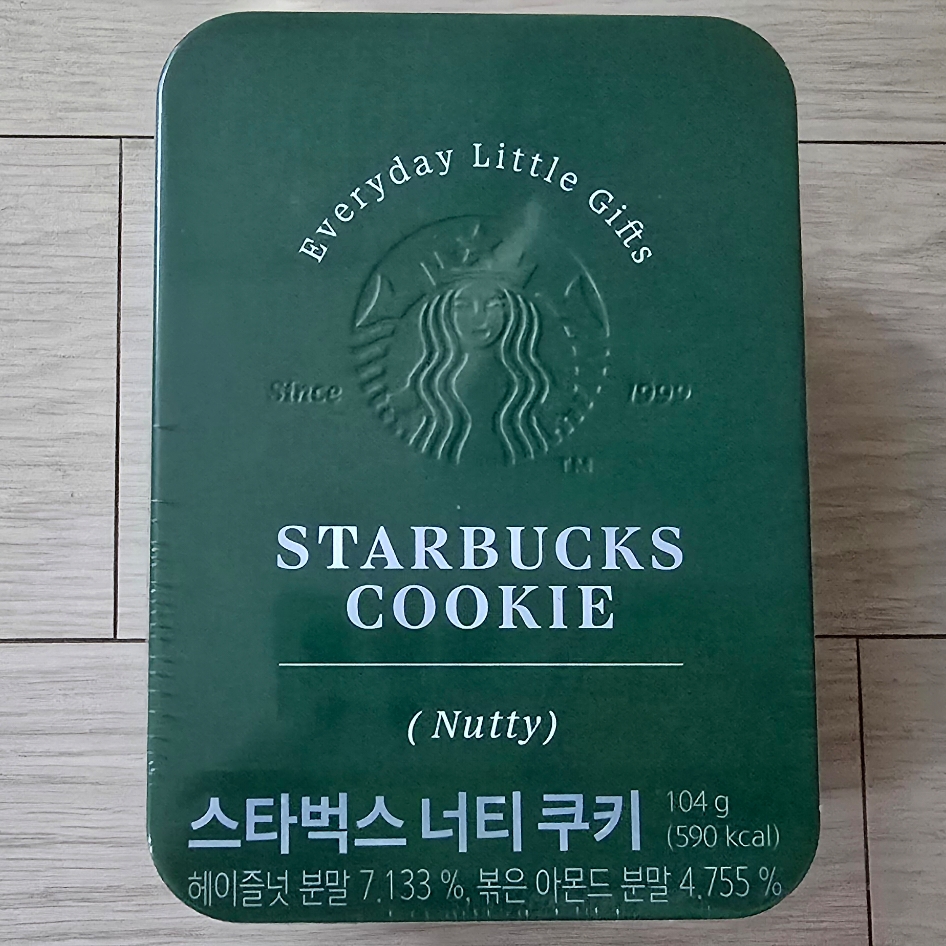 Everyday Little Gifts
Since 1999
TM
STARBUCKS
COOKIE
( Nutty)
스타벅스 너티 쿠키 104 g
(590 kcal)
헤이즐넛 분말 7.133 %, 볶은 아몬드 분말 4.755 %